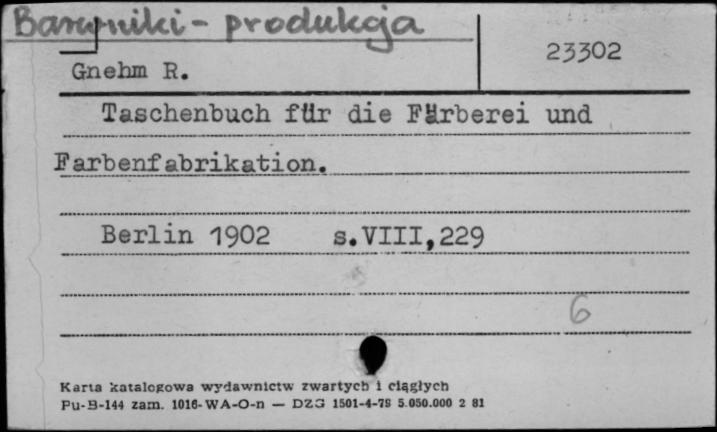 Barwniki - produkcja
23302
Gnehm R.
Taschenbuch für die Färberei und
Farbenfabrikation.
Berlin 1902 s.VIII,229
6
Karta katalogowa wydawnictw zwartych i ciągłych
Pu-B-144 zam. 1016-WA-O-n — DZG 1501-4-78 5.050.000 2 81